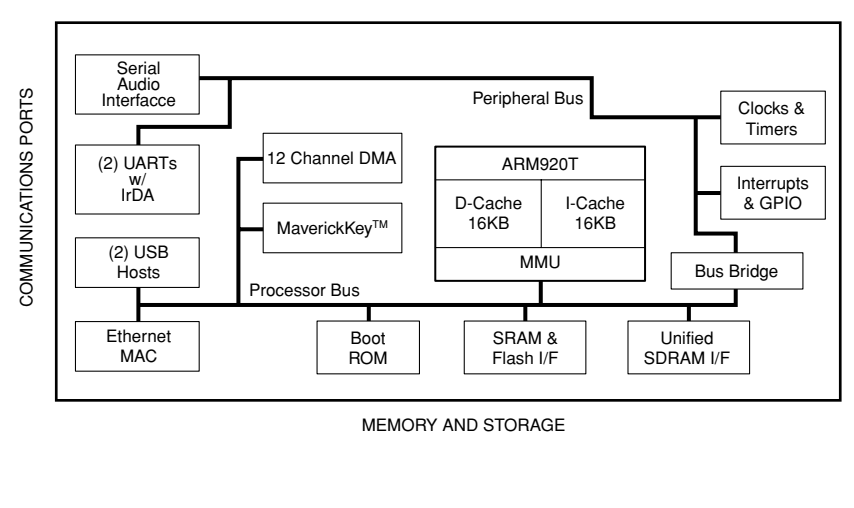 COMMUNICATIONS PORTS
Serial
Audio
Interfacce
Peripheral Bus
Clocks &
Timers
(2) UARTs
w/
IrDA
12 Channel DMA
ARM920T
D-Cache
16KB
I-Cache
16KB
MMU
Interrupts
& GPIO
MaverickKey™
(2) USB
Hosts
Bus Bridge
Processor Bus
Ethernet
MAC
Boot
ROM
SRAM &
Flash I/F
Unified
SDRAM I/F
MEMORY AND STORAGE